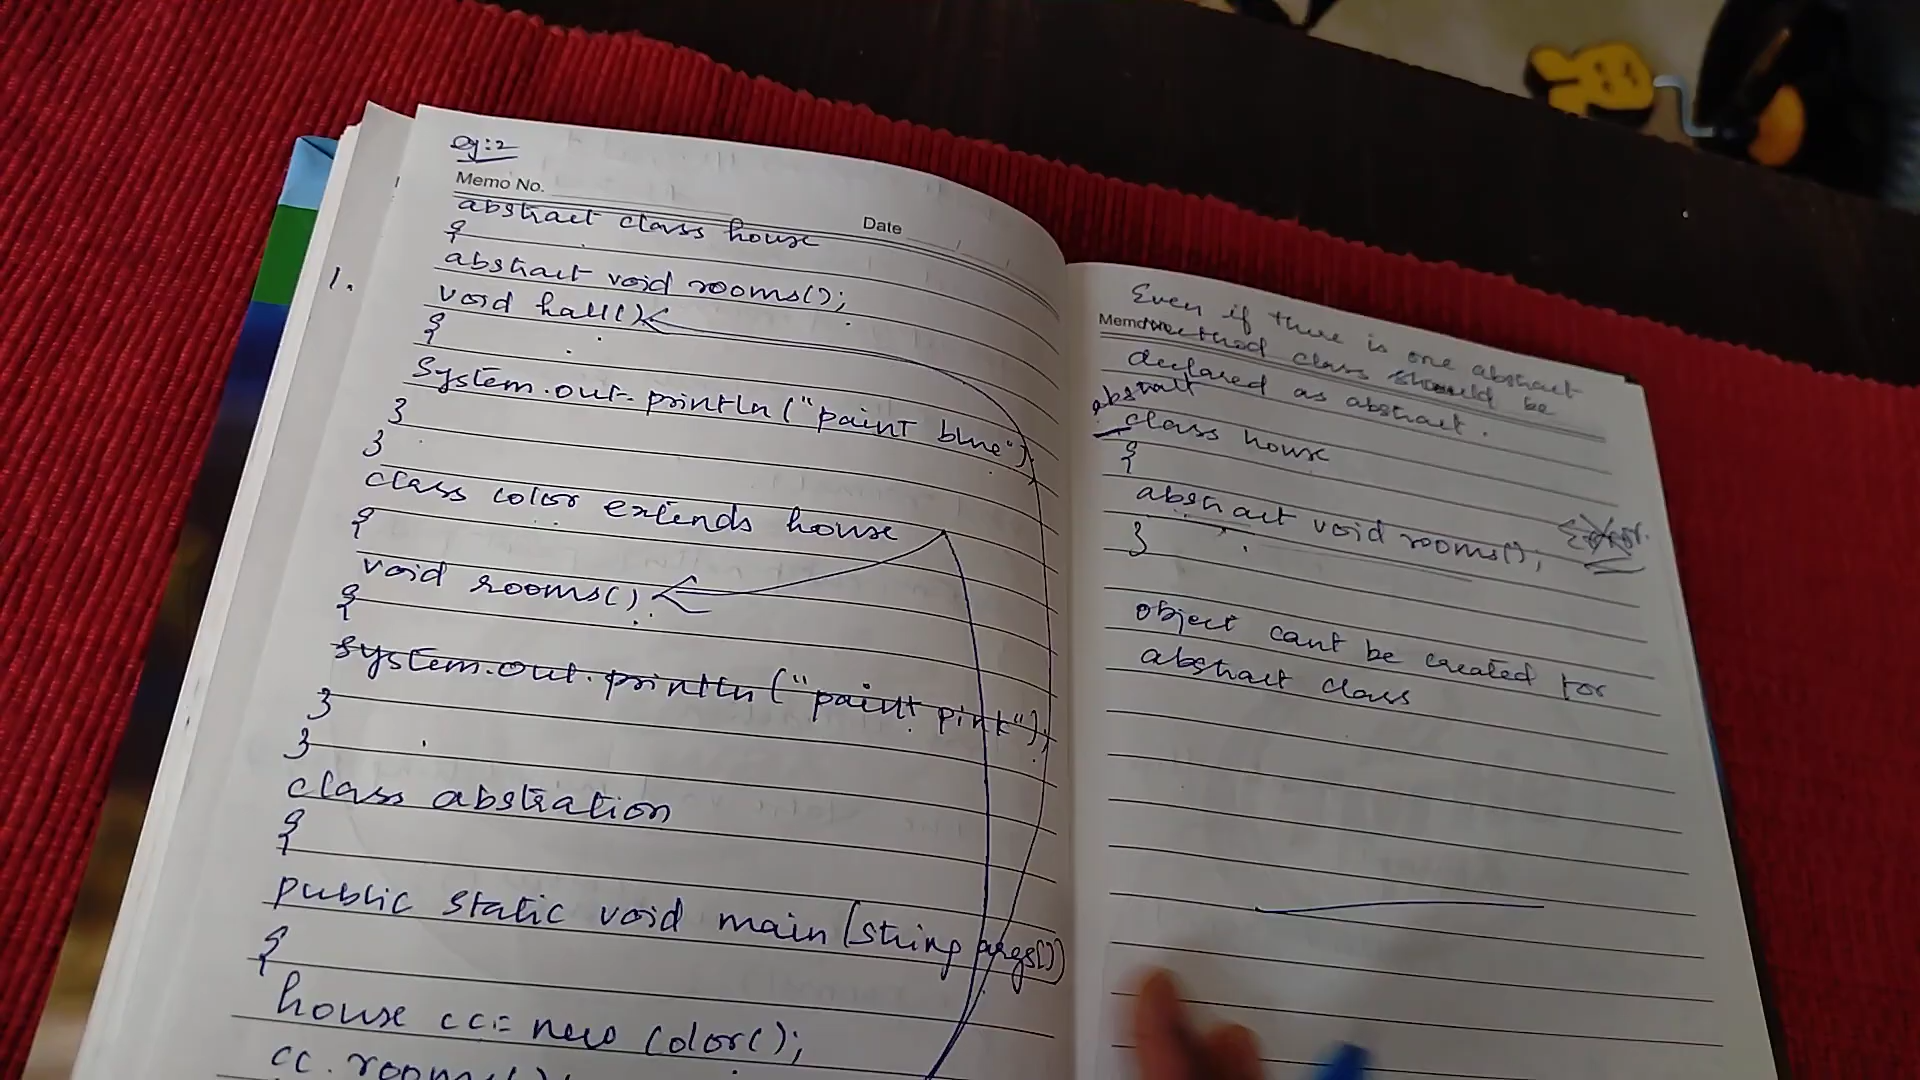 eg:2
Memo No.
Date
abstract class house
{
abstract void rooms();
1.
void hall()
{
System.out.println("paint blue");
}
}
class color extends house
{
void rooms()
{
system.out.println("paint pink");
}
}
class abstration
{
public static void main(string args[])
{
house cc= new color();
cc.rooms();
Even if there is one abstract
Memo
method class should be
declared as abstract.
abstract
class house
{
abstract void rooms();
}
object cant be created for
abstract class